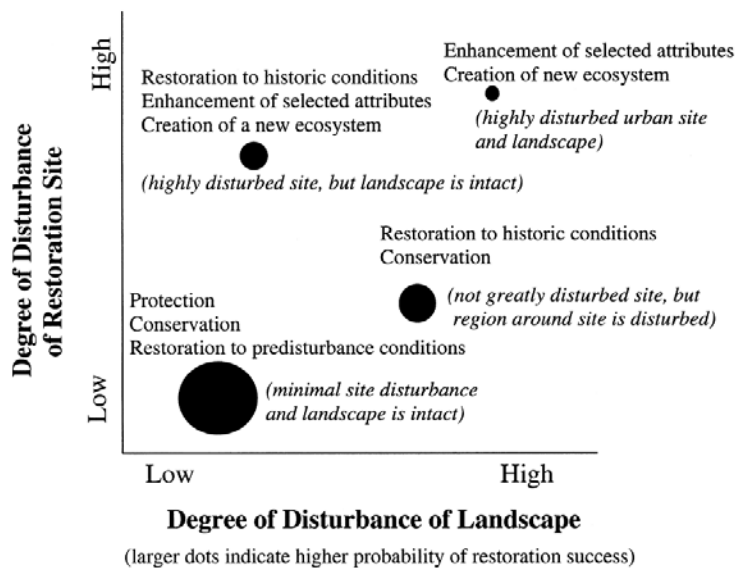 High
Low
Degree of Disturbance
of Restoration Site
Enhancement of selected attributes
Creation of new ecosystem
(highly disturbed urban site
and landscape)
Restoration to historic conditions
Enhancement of selected attributes
Creation of a new ecosystem
(highly disturbed site, but landscape is intact)
Restoration to historic conditions
Conservation
(not greatly disturbed site, but
region around site is disturbed)
Protection
Conservation
Restoration to predisturbance conditions
(minimal site disturbance
and landscape is intact)
Low
High
Degree of Disturbance of Landscape
(larger dots indicate higher probability of restoration success)